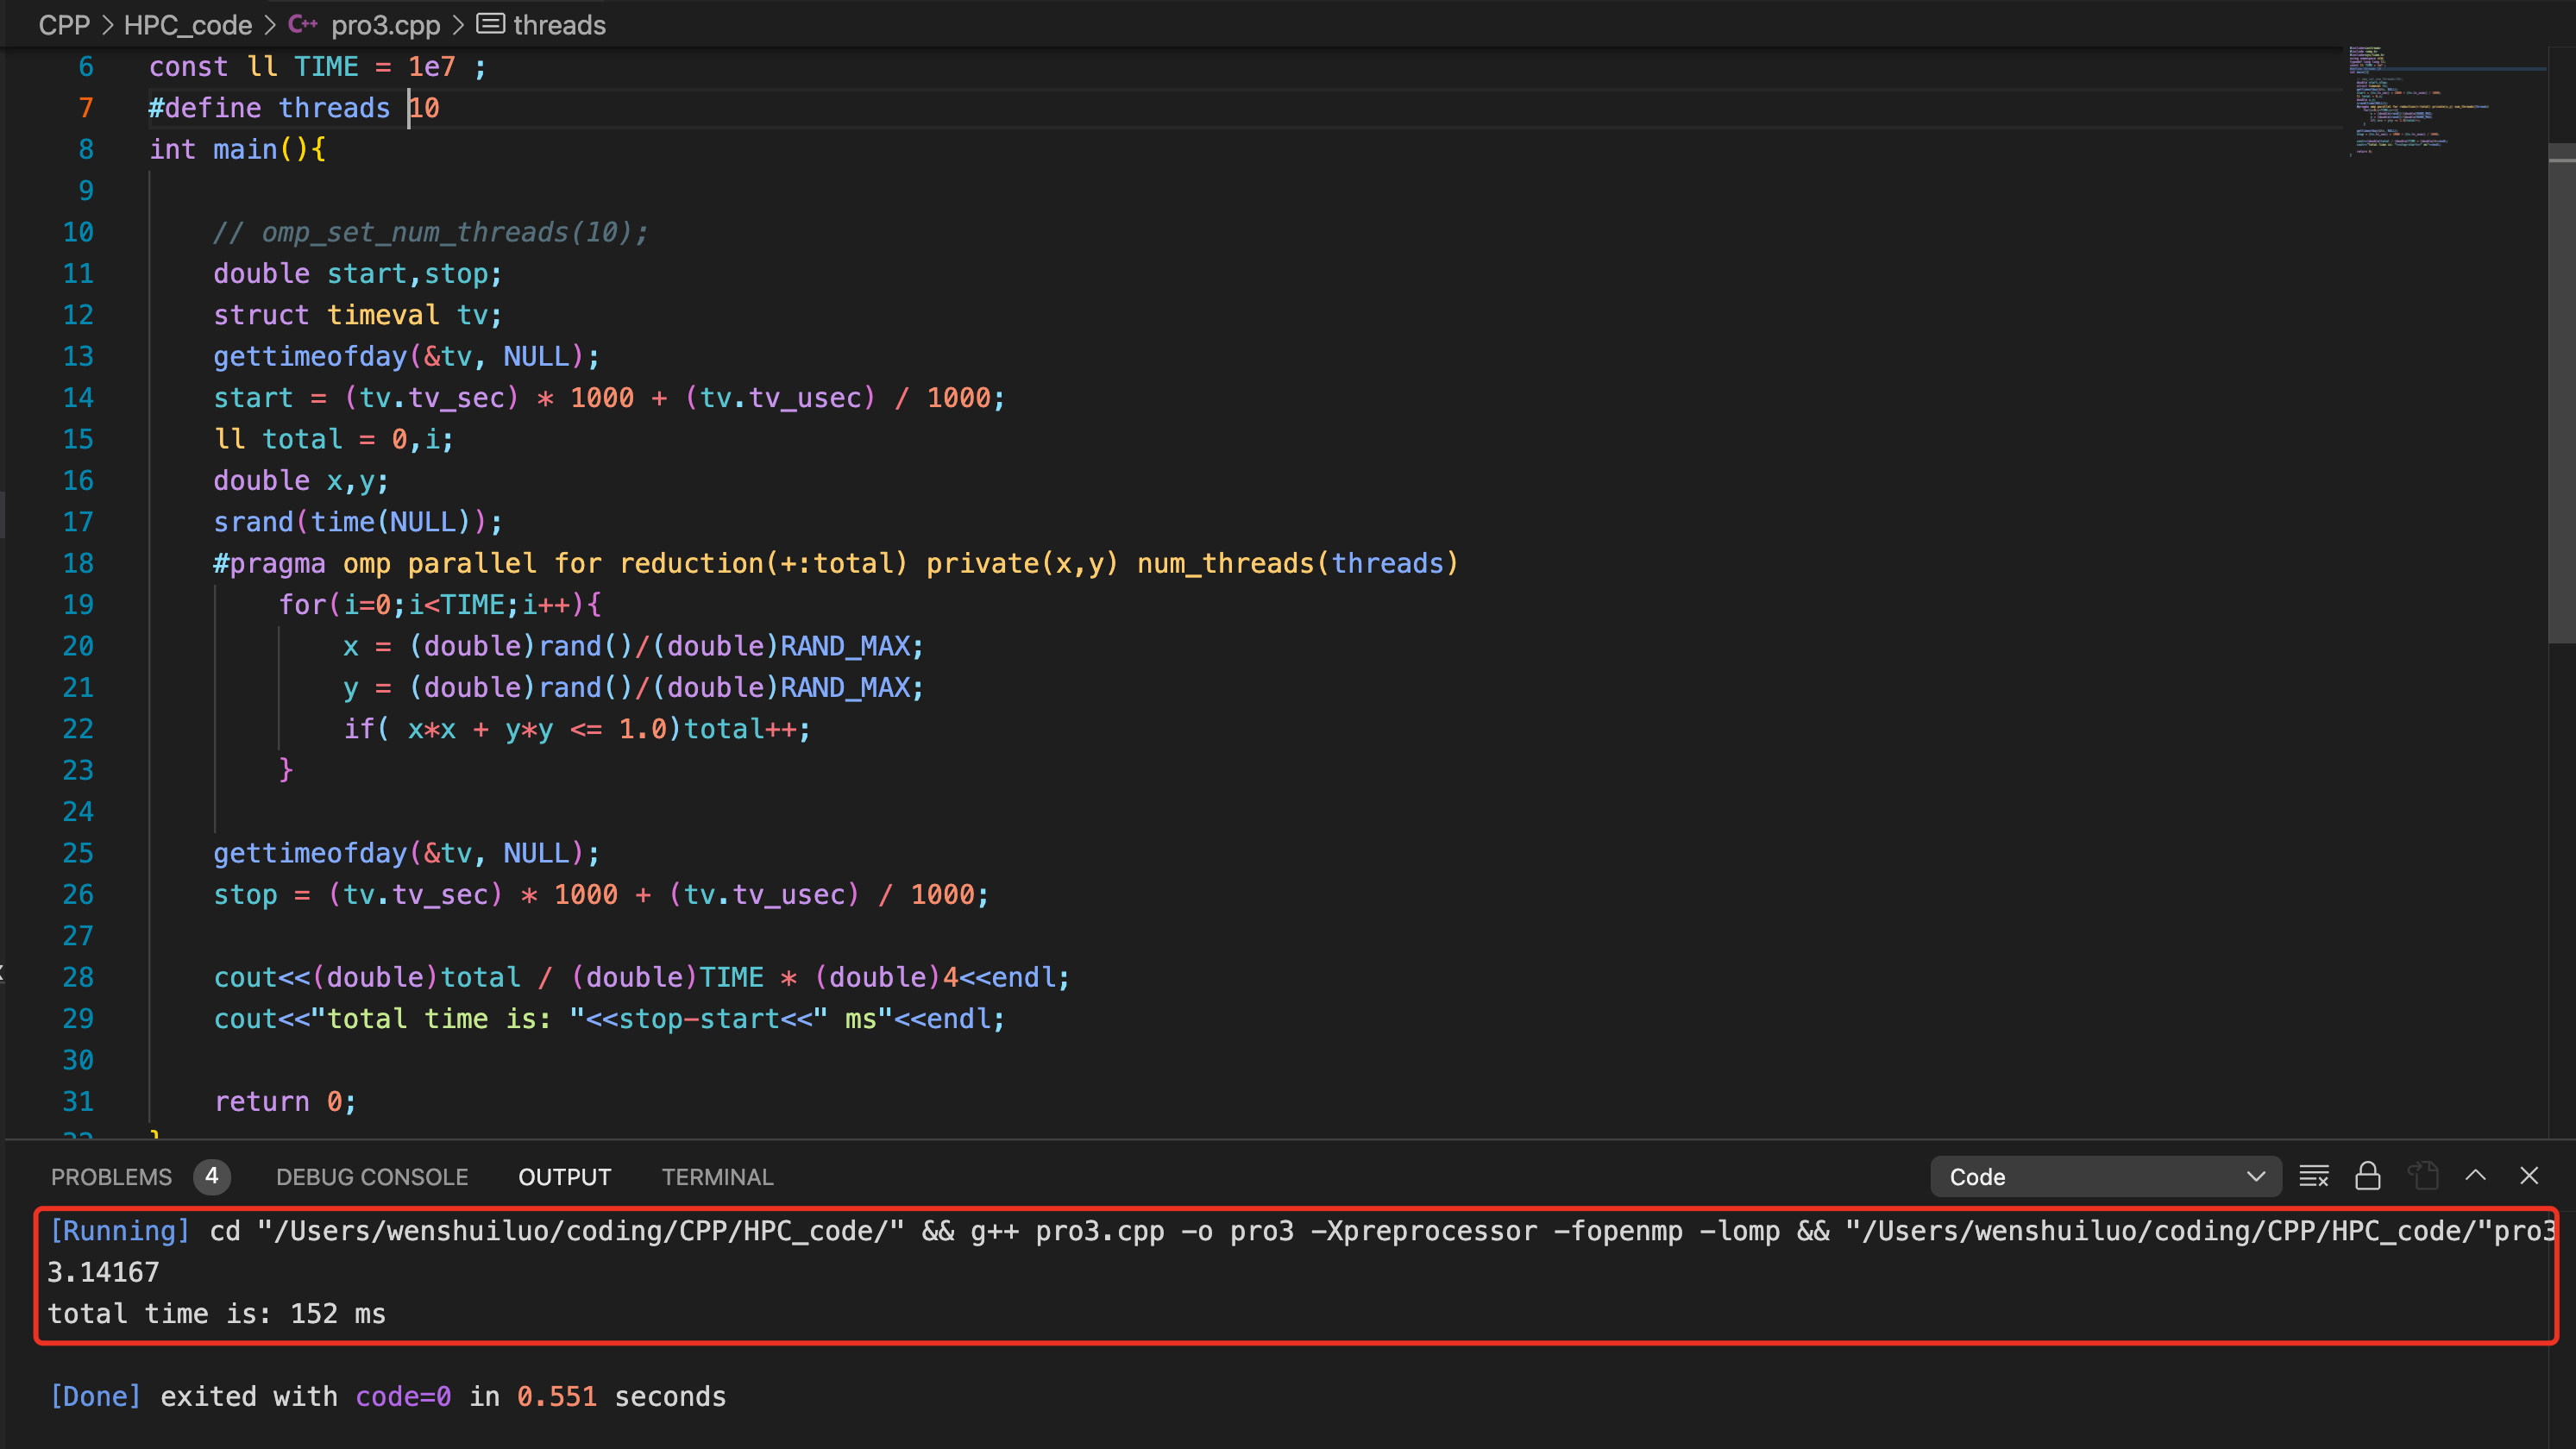 CPP > HPC_code > C++ pro3.cpp > threads
6 const ll TIME = 1e7 ;
7 #define threads 10
8 int main(){
9
10 // omp_set_num_threads(10);
11 double start,stop;
12 struct timeval tv;
13 gettimeofday(&tv, NULL);
14 start = (tv.tv_sec) * 1000 + (tv.tv_usec) / 1000;
15 ll total = 0,i;
16 double x,y;
17 srand(time(NULL));
18 #pragma omp parallel for reduction(+:total) private(x,y) num_threads(threads)
19 for(i=0;i<TIME;i++){
20 x = (double)rand()/(double)RAND_MAX;
21 y = (double)rand()/(double)RAND_MAX;
22 if( x*x + y*y <= 1.0)total++;
23 }
24
25 gettimeofday(&tv, NULL);
26 stop = (tv.tv_sec) * 1000 + (tv.tv_usec) / 1000;
27
28 cout<<(double)total / (double)TIME * (double)4<<endl;
29 cout<<"total time is: "<<stop-start<<" ms"<<endl;
30
31 return 0;
PROBLEMS 4 DEBUG CONSOLE OUTPUT TERMINAL Code
[Running] cd "/Users/wenshuiluo/coding/CPP/HPC_code/" && g++ pro3.cpp -o pro3 -Xpreprocessor -fopenmp -lomp && "/Users/wenshuiluo/coding/CPP/HPC_code/"pro3
3.14167
total time is: 152 ms
[Done] exited with code=0 in 0.551 seconds